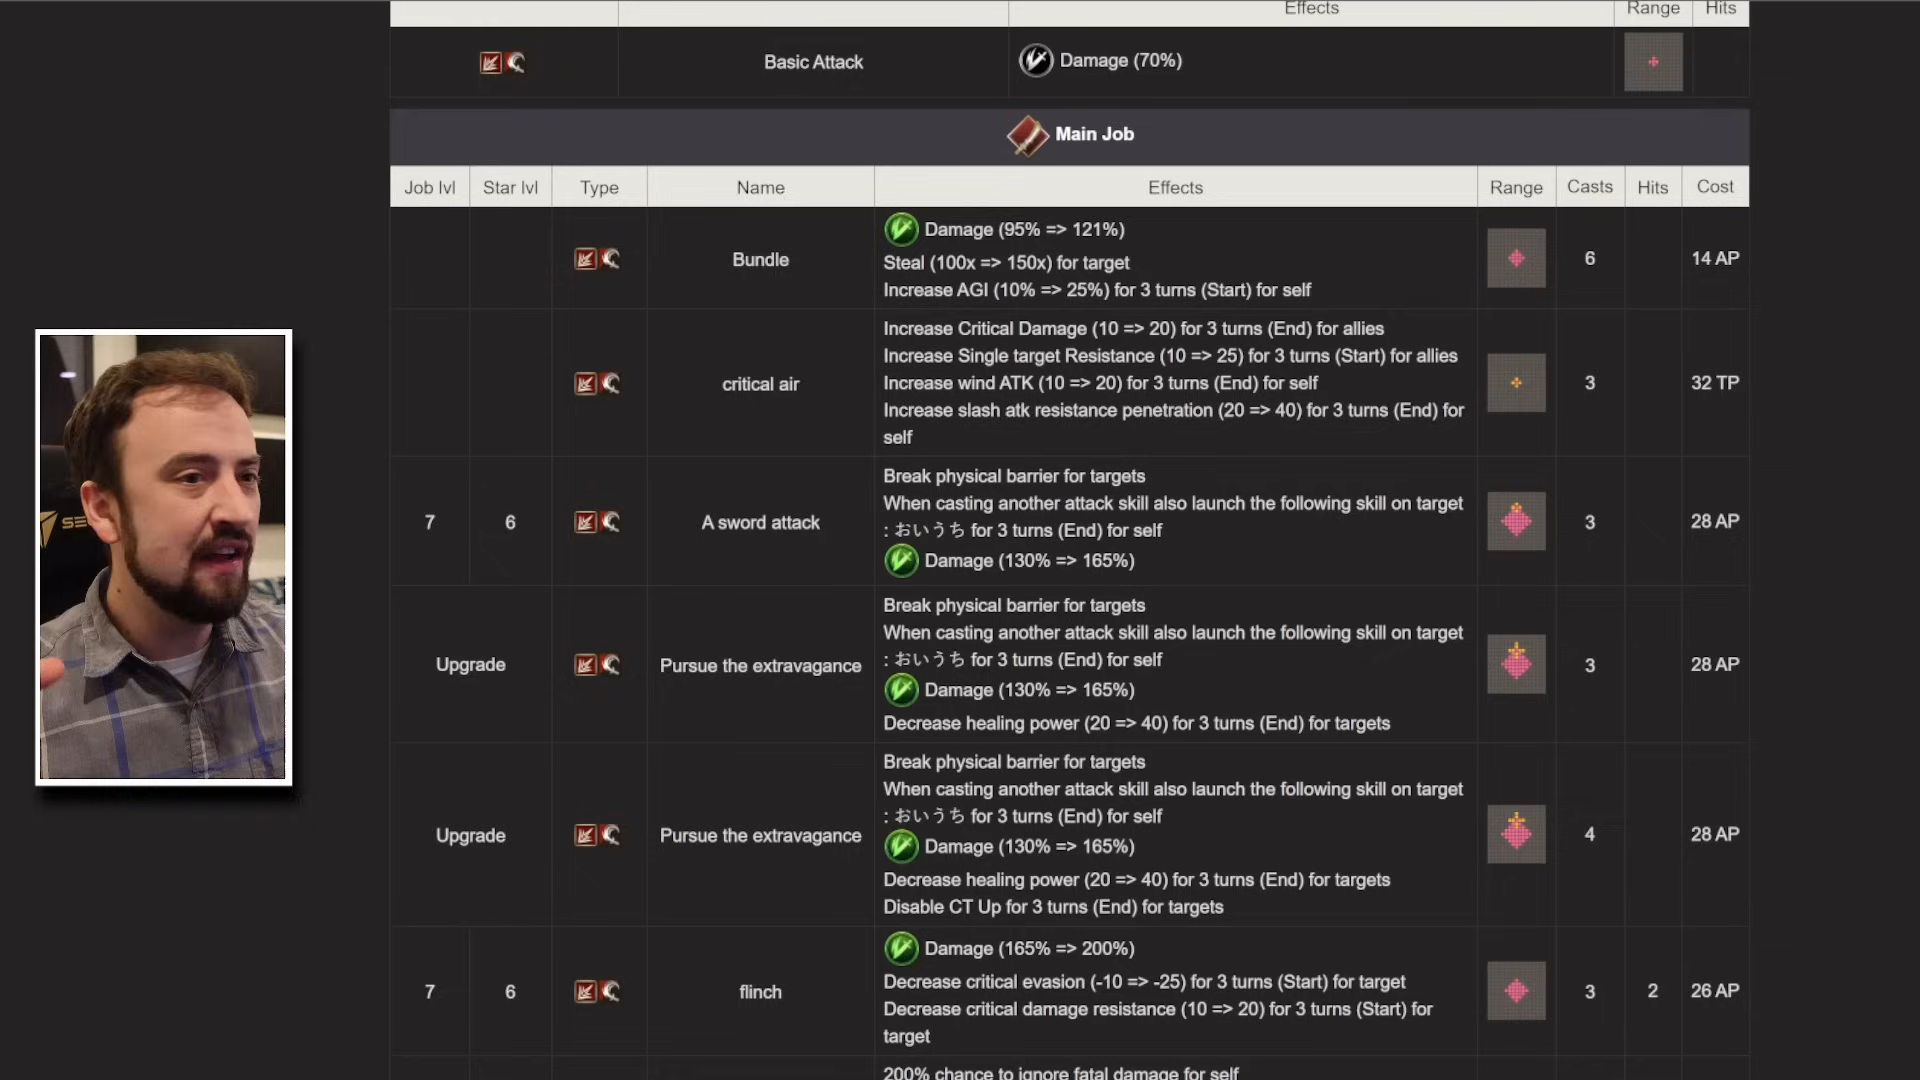 Effects Range Hits
Basic Attack Damage (70%)
Main Job
Job lvl Star lvl Type Name Effects Range Casts Hits Cost
Damage (95% => 121%)
Bundle Steal (100x => 150x) for target 6 14 AP
Increase AGI (10% => 25%) for 3 turns (Start) for self
Increase Critical Damage (10 => 20) for 3 turns (End) for allies
Increase Single target Resistance (10 => 25) for 3 turns (Start) for allies
critical air Increase wind ATK (10 => 20) for 3 turns (End) for self 3 32 TP
Increase slash atk resistance penetration (20 => 40) for 3 turns (End) for
self
Break physical barrier for targets
When casting another attack skill also launch the following skill on target
7 6 A sword attack : おいうち for 3 turns (End) for self 3 28 AP
Damage (130% => 165%)
Break physical barrier for targets
When casting another attack skill also launch the following skill on target
Upgrade Pursue the extravagance : おいうち for 3 turns (End) for self 3 28 AP
Damage (130% => 165%)
Decrease healing power (20 => 40) for 3 turns (End) for targets
Break physical barrier for targets
When casting another attack skill also launch the following skill on target
: おいうち for 3 turns (End) for self
Upgrade Pursue the extravagance Damage (130% => 165%) 4 28 AP
Decrease healing power (20 => 40) for 3 turns (End) for targets
Disable CT Up for 3 turns (End) for targets
Damage (165% => 200%)
7 6 flinch Decrease critical evasion (-10 => -25) for 3 turns (Start) for target 3 2 26 AP
Decrease critical damage resistance (10 => 20) for 3 turns (Start) for
target
200% chance to ignore fatal damage for self